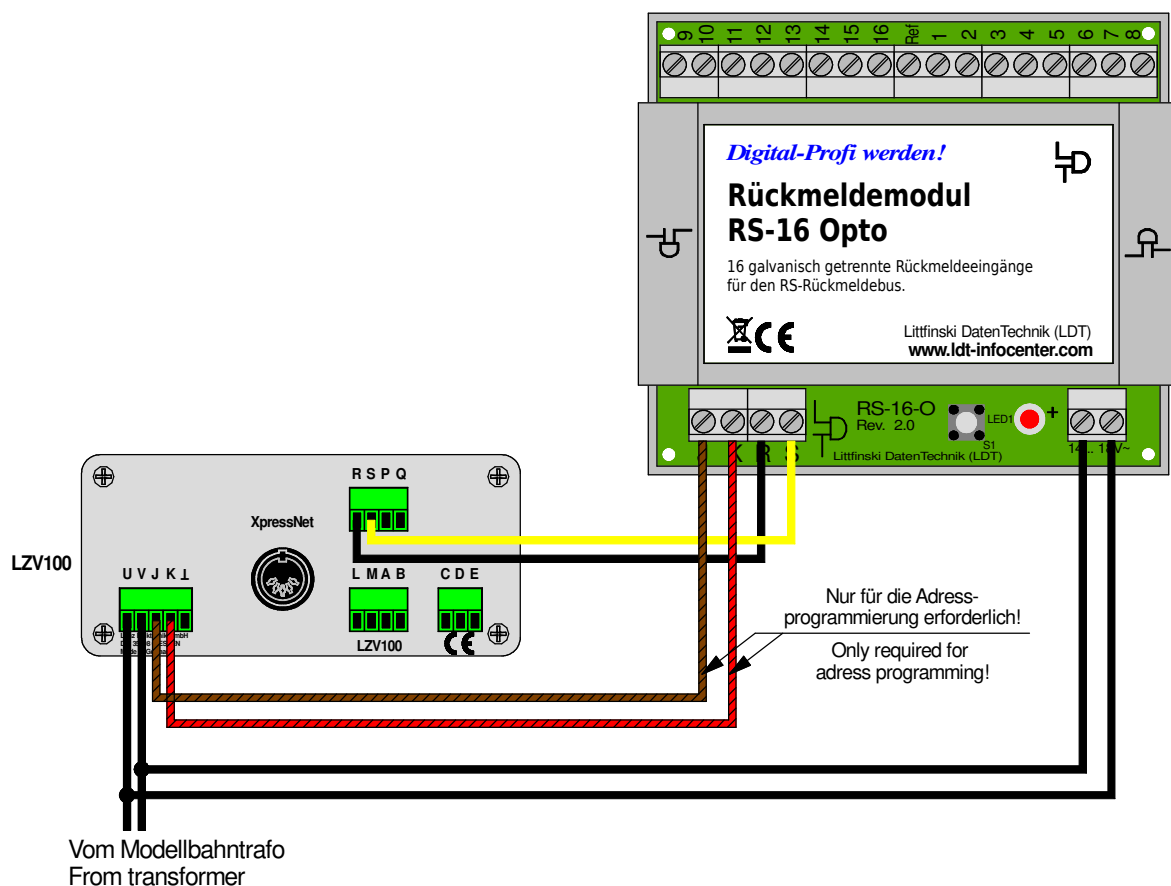 9 10 11 12 13 14 15 16 Ref 1 2 3 4 5 6 7 8
Digital-Profi werden!
Rückmeldemodul
RS-16 Opto
16 galvanisch getrennte Rückmeldeeingänge
für den RS-Rückmeldebus.
CE
Littfinski DatenTechnik (LDT)
www.ldt-infocenter.com
RS-16-O
Rev. 2.0
LED1
+
S1
K R S
Littfinski DatenTechnik (LDT)
R S P Q
XpressNet
LZV100
U V J K ⊥
L M A B
C D E
LZV100
CE
Nur für die Adress-
programmierung erforderlich!
Only required for
adress programming!
Vom Modellbahntrafo
From transformer